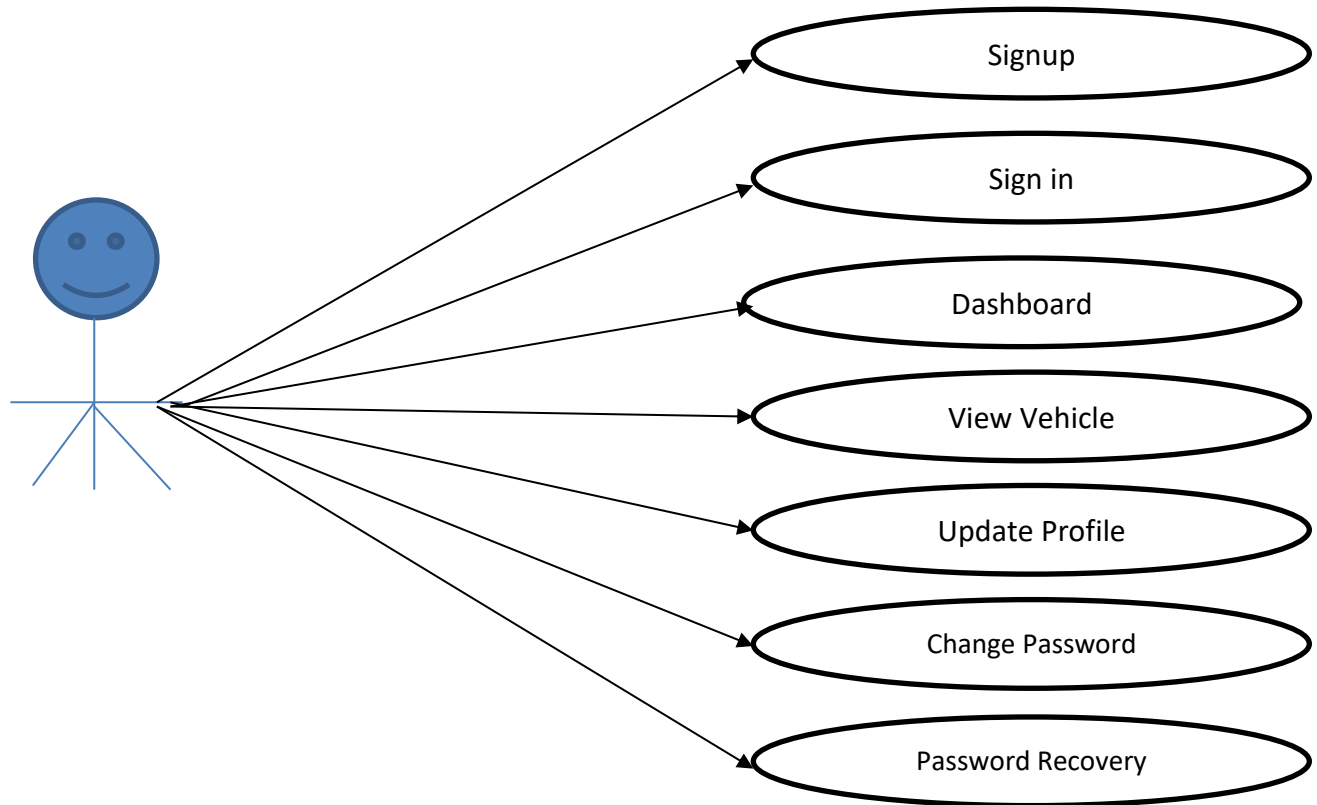 Signup
Sign in
Dashboard
View Vehicle
Update Profile
Change Password
Password Recovery